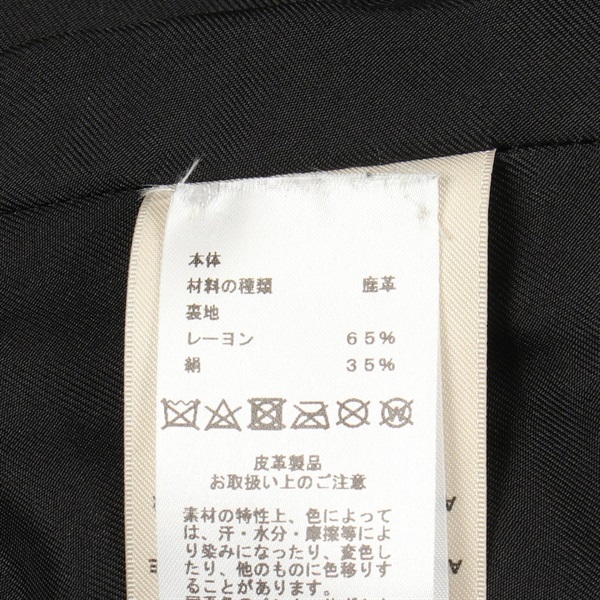 本体
材料の種類 鹿革
裏地
レーヨン 65%
絹 35%
皮革製品
お取扱い上のご注意
素材の特性上、色によって
は、汗・水分・摩擦等によ
り染みになったり、変色し
たり、他のものに色移りす
ることがあります。